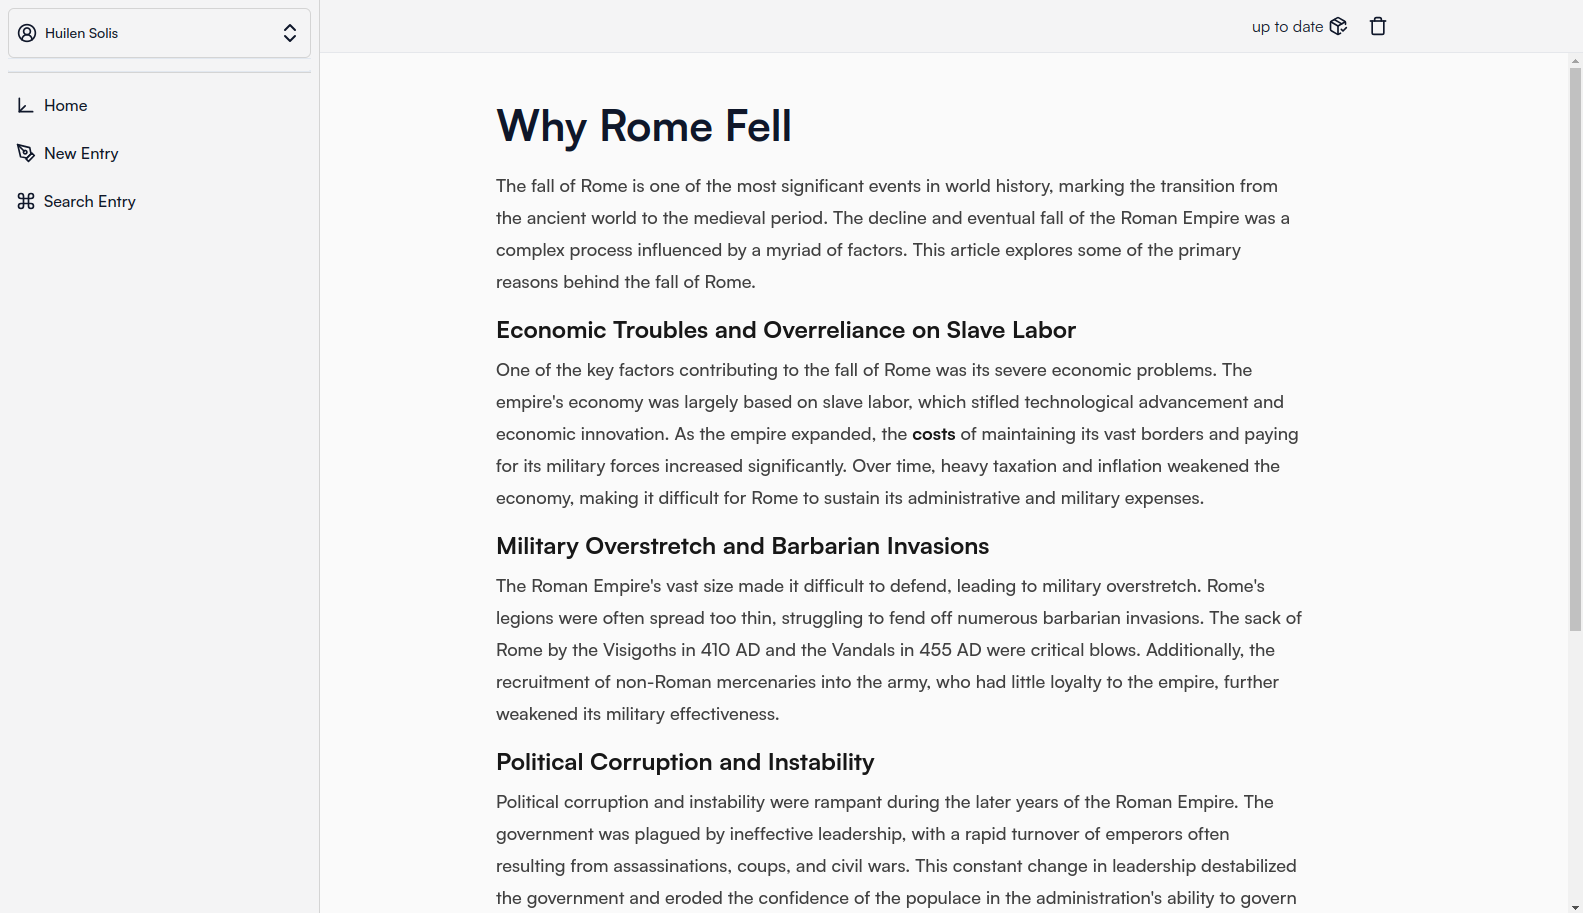 Huilen Solis
Home
New Entry
Search Entry
up to date
Why Rome Fell
The fall of Rome is one of the most significant events in world history, marking the transition from
the ancient world to the medieval period. The decline and eventual fall of the Roman Empire was a
complex process influenced by a myriad of factors. This article explores some of the primary
reasons behind the fall of Rome.
Economic Troubles and Overreliance on Slave Labor
One of the key factors contributing to the fall of Rome was its severe economic problems. The
empire's economy was largely based on slave labor, which stifled technological advancement and
economic innovation. As the empire expanded, the costs of maintaining its vast borders and paying
for its military forces increased significantly. Over time, heavy taxation and inflation weakened the
economy, making it difficult for Rome to sustain its administrative and military expenses.
Military Overstretch and Barbarian Invasions
The Roman Empire's vast size made it difficult to defend, leading to military overstretch. Rome's
legions were often spread too thin, struggling to fend off numerous barbarian invasions. The sack of
Rome by the Visigoths in 410 AD and the Vandals in 455 AD were critical blows. Additionally, the
recruitment of non-Roman mercenaries into the army, who had little loyalty to the empire, further
weakened its military effectiveness.
Political Corruption and Instability
Political corruption and instability were rampant during the later years of the Roman Empire. The
government was plagued by ineffective leadership, with a rapid turnover of emperors often
resulting from assassinations, coups, and civil wars. This constant change in leadership destabilized
the government and eroded the confidence of the populace in the administration's ability to govern